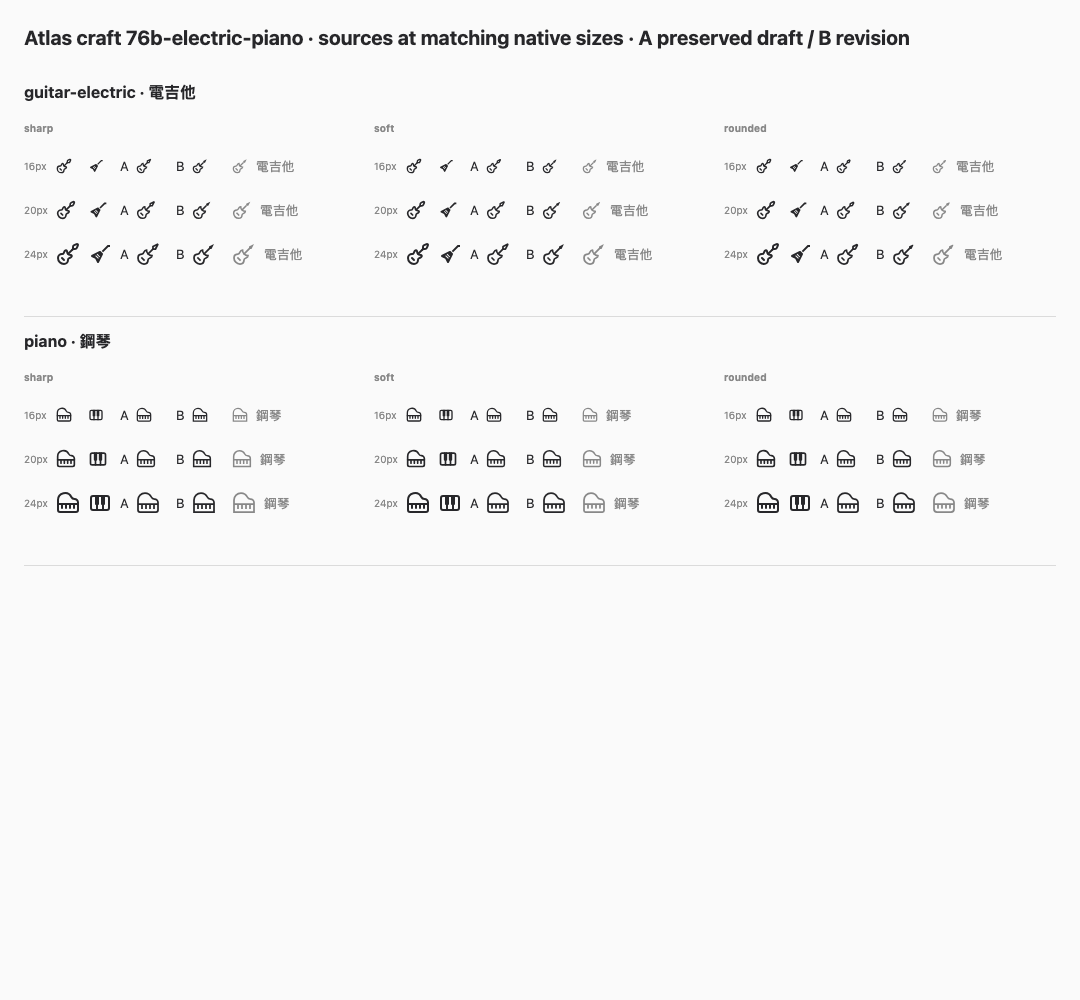 Atlas craft 76b-electric-piano · sources at matching native sizes · A preserved draft / B revision
guitar-electric · 電吉他
sharp soft rounded
16px A B 電吉他 16px A B 電吉他 16px A B 電吉他
20px A B 電吉他 20px A B 電吉他 20px A B 電吉他
24px A B 電吉他 24px A B 電吉他 24px A B 電吉他
piano · 鋼琴
sharp soft rounded
16px A B 鋼琴 16px A B 鋼琴 16px A B 鋼琴
20px A B 鋼琴 20px A B 鋼琴 20px A B 鋼琴
24px A B 鋼琴 24px A B 鋼琴 24px A B 鋼琴